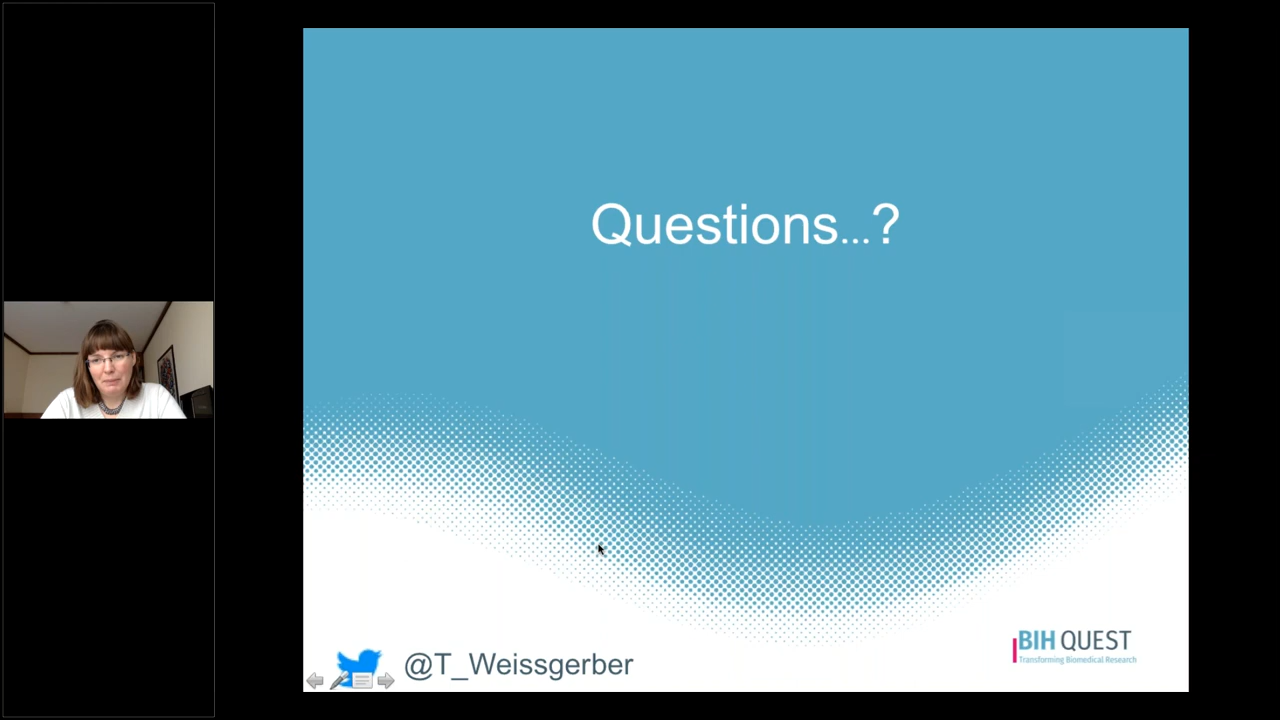 Questions...?
@T_Weissgerber
BIH QUEST
Transforming Biomedical Research